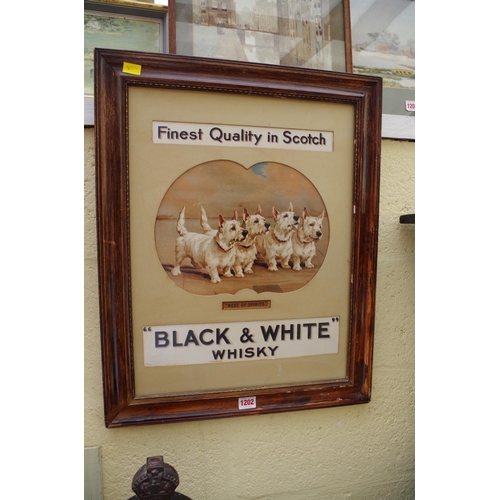 Finest Quality in Scotch
"BLACK & WHITE"
WHISKY
1202